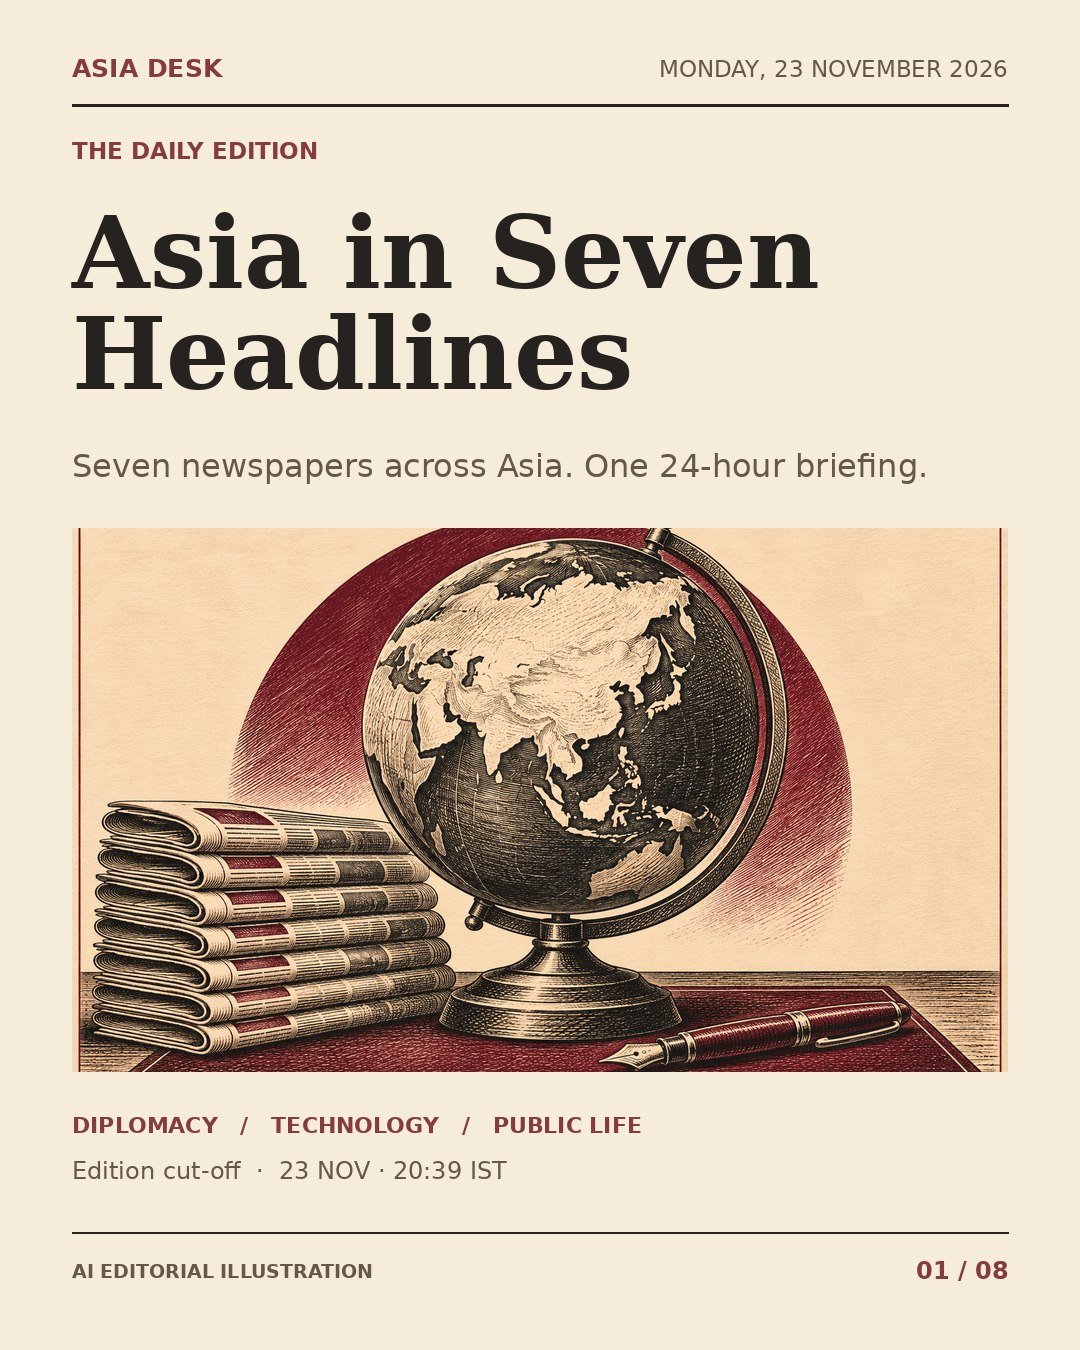 ASIA DESK
MONDAY, 23 NOVEMBER 2026
THE DAILY EDITION
Asia in Seven
Headlines
Seven newspapers across Asia. One 24-hour briefing.
DIPLOMACY / TECHNOLOGY / PUBLIC LIFE
Edition cut-off · 23 NOV · 20:39 IST
AI EDITORIAL ILLUSTRATION
01 / 08